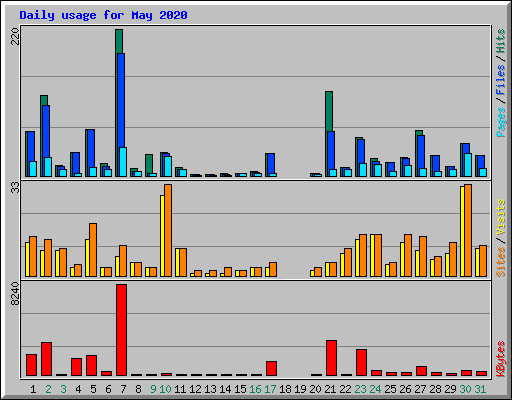 Daily usage for May 2020
220
Pages / Files / Hits
33
Sites / Visits
8240
KBytes
1 2 3 4 5 6 7 8 9 10 11 12 13 14 15 16 17 18 19 20 21 22 23 24 25 26 27 28 29 30 31